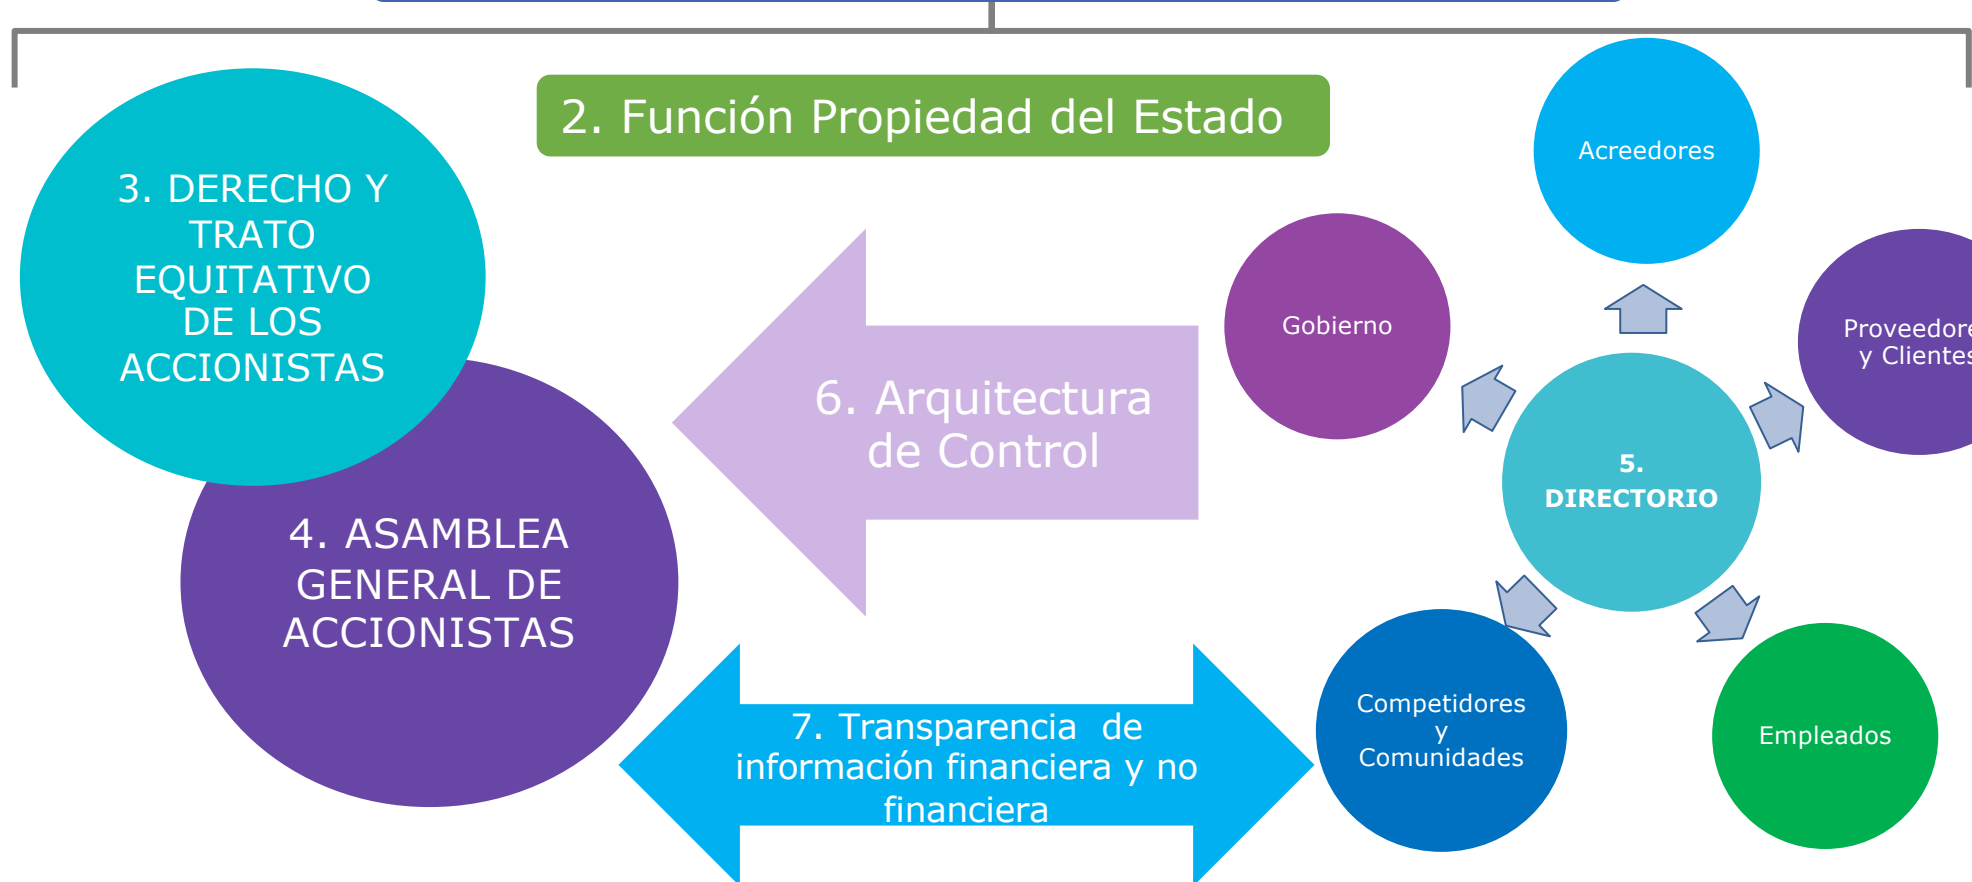 2. Función Propiedad del Estado
3. DERECHO Y
TRATO
EQUITATIVO
DE LOS
ACCIONISTAS
4. ASAMBLEA
GENERAL DE
ACCIONISTAS
6. Arquitectura
de Control
7. Transparencia de
información financiera y no
financiera
Acreedores
Gobierno
y Clientes
5.
DIRECTORIO
Competidores
y
Comunidades
Empleados